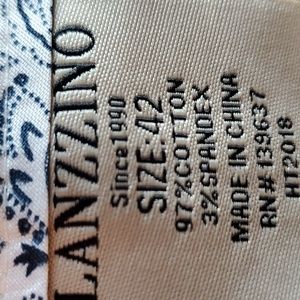 LANZZINO
Since1990
SIZE:42
97%COTTON
3%SPANDEX
MADE IN CHINA
RN# 139637
HT2018